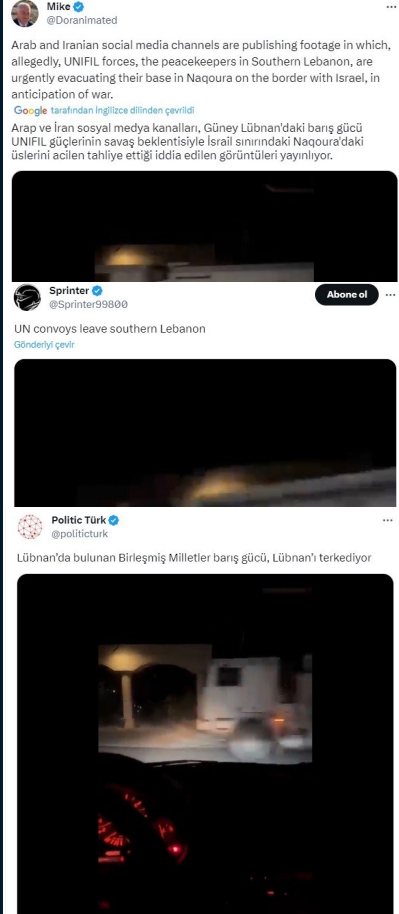 Mike
@Doranimated
Arab and Iranian social media channels are publishing footage in which,
allegedly, UNIFIL forces, the peacekeepers in Southern Lebanon, are
urgently evacuating their base in Naqoura on the border with Israel, in
anticipation of war.
Google tarafından İngilizce dilinden çevrildi
Arap ve İran sosyal medya kanalları, Güney Lübnan'daki barış gücü
UNIFIL güçlerinin savaş beklentisiyle İsrail sınırındaki Naqoura'daki
üslerini acilen tahliye ettiği iddia edilen görüntüleri yayınlıyor.
Sprinter
Abone ol
@Sprinter99800
UN convoys leave southern Lebanon
Gönderiyi çevir
Politic Türk
@politicturk
Lübnan'da bulunan Birleşmiş Milletler barış gücü, Lübnan'ı terkediyor